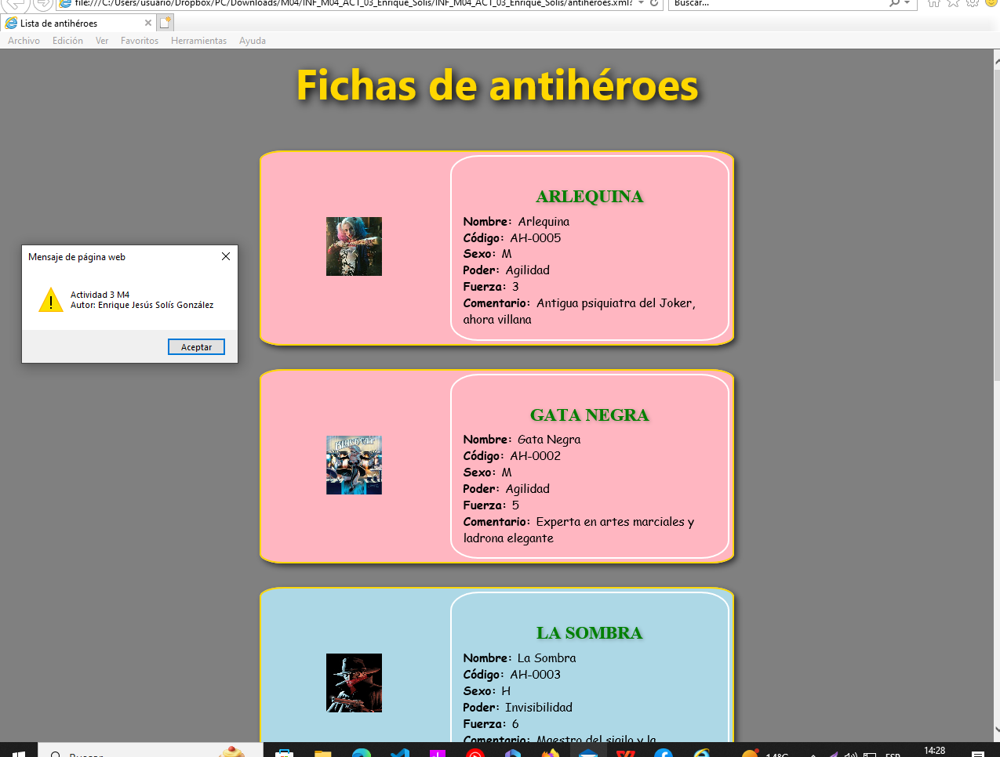 file:///C:/Users/usuario/Dropbox/PC/Downloads/M04/INF_M04_ACT_03_Enrique_Solis/INF_M04_ACT_03_Enrique_Solis/antiheroes.xml?
Buscar...
Lista de antihéroes
Archivo Edición Ver Favoritos Herramientas Ayuda
Fichas de antihéroes
ARLEQUINA
Nombre: Arlequina
Código: AH-0005
Sexo: M
Poder: Agilidad
Fuerza: 3
Comentario: Antigua psiquiatra del Joker,
ahora villana
Mensaje de página web
Actividad 3 M4
Autor: Enrique Jesús Solís González
Aceptar
GATA NEGRA
Nombre: Gata Negra
Código: AH-0002
Sexo: M
Poder: Agilidad
Fuerza: 5
Comentario: Experta en artes marciales y
ladrona elegante
LA SOMBRA
Nombre: La Sombra
Código: AH-0003
Sexo: H
Poder: Invisibilidad
Fuerza: 6
Comentario: Maestro del sigilo y la
Buscar
14°C
ESP
14:28